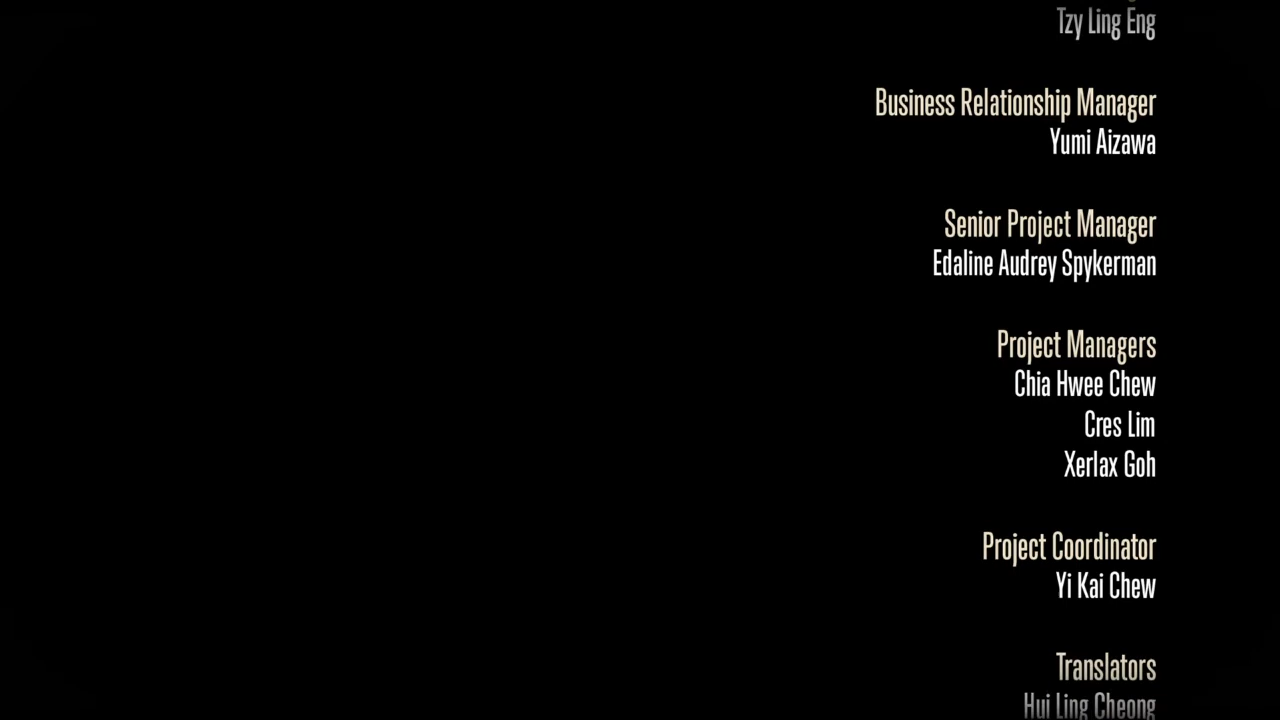 Tzy Ling Eng
Business Relationship Manager
Yumi Aizawa
Senior Project Manager
Edaline Audrey Spykerman
Project Managers
Chia Hwee Chew
Cres Lim
Xerlax Goh
Project Coordinator
Yi Kai Chew
Translators
Hui Ling Cheong